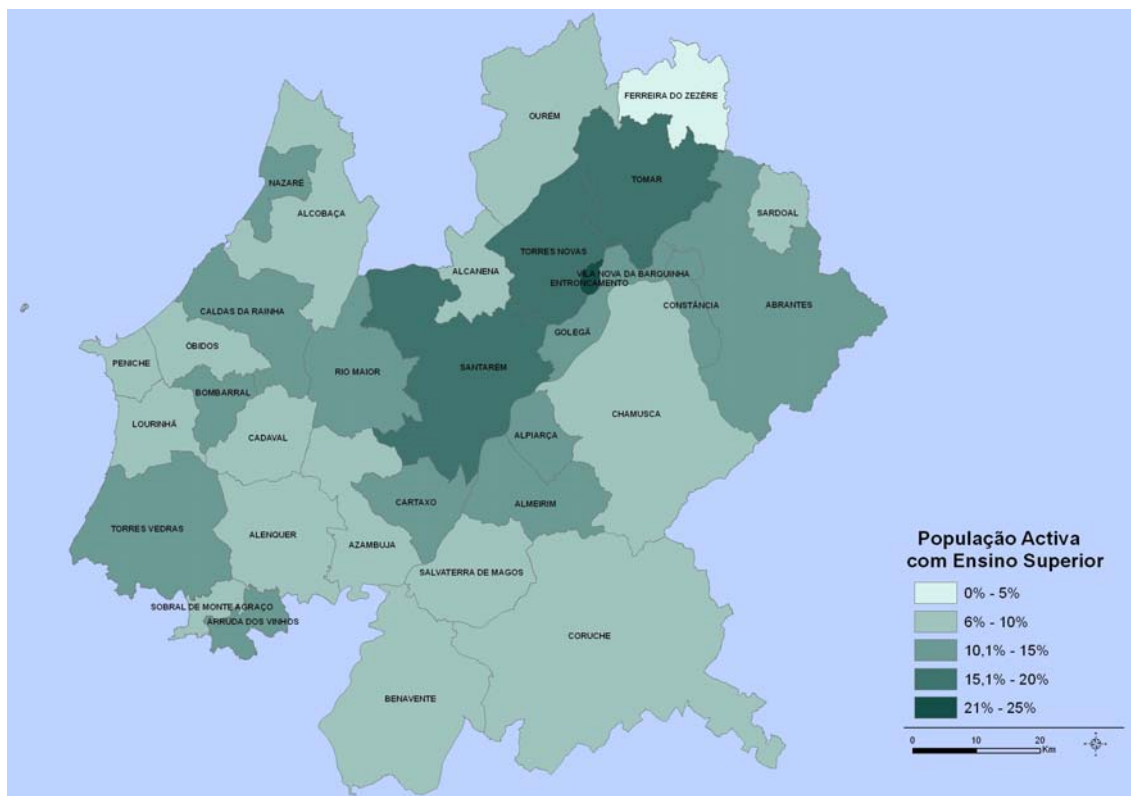 FERREIRA DO ZEZÊRE
OURÉM
TOMAR
NAZARÉ
SARDOAL
ALCOBAÇA
TORRES NOVAS
ALCANENA
VILA NOVA DA BARQUINHA
ENTRONCAMENTO
CONSTÂNCIA
ABRANTES
CALDAS DA RAINHA
GOLEGÃ
ÓBIDOS
PENICHE
RIO MAIOR
SANTARÉM
BOMBARRAL
CHAMUSCA
LOURINHÃ
CADAVAL
ALPIARÇA
CARTAXO
ALMEIRIM
TORRES VEDRAS
ALENQUER
AZAMBUJA
SALVATERRA DE MAGOS
SOBRAL DE MONTE AGRAÇO
ARRUDA DOS VINHOS
CORUCHE
BENAVENTE
População Activa
com Ensino Superior
0% - 5%
6% - 10%
10,1% - 15%
15,1% - 20%
21% - 25%
0 10 20
Km